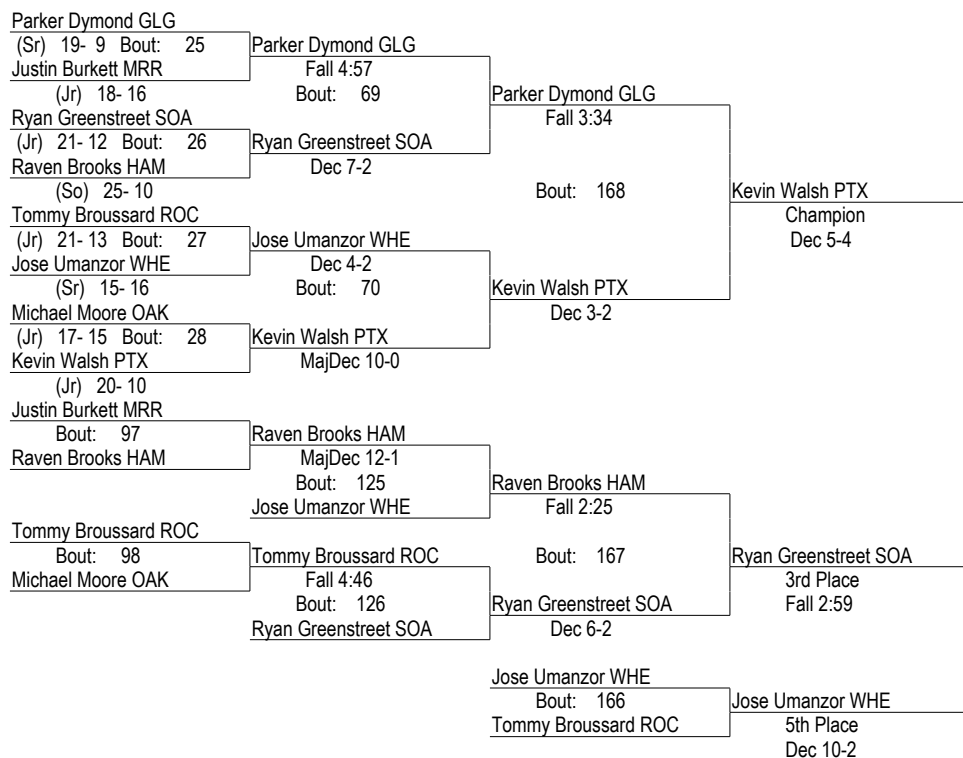 Parker Dymond GLG
(Sr) 19- 9 Bout: 25 Parker Dymond GLG
Justin Burkett MRR Fall 4:57
(Jr) 18- 16 Bout: 69 Parker Dymond GLG
Ryan Greenstreet SOA Fall 3:34
(Jr) 21- 12 Bout: 26 Ryan Greenstreet SOA
Raven Brooks HAM Dec 7-2
(So) 25- 10 Bout: 168 Kevin Walsh PTX
Tommy Broussard ROC Champion
(Jr) 21- 13 Bout: 27 Jose Umanzor WHE Dec 5-4
Jose Umanzor WHE Dec 4-2
(Sr) 15- 16 Bout: 70 Kevin Walsh PTX
Michael Moore OAK Dec 3-2
(Jr) 17- 15 Bout: 28 Kevin Walsh PTX
Kevin Walsh PTX MajDec 10-0
(Jr) 20- 10
Justin Burkett MRR
Bout: 97 Raven Brooks HAM
Raven Brooks HAM MajDec 12-1
Bout: 125 Raven Brooks HAM
Jose Umanzor WHE Fall 2:25
Tommy Broussard ROC
Bout: 98 Tommy Broussard ROC Bout: 167 Ryan Greenstreet SOA
Michael Moore OAK Fall 4:46 3rd Place
Bout: 126 Ryan Greenstreet SOA Fall 2:59
Ryan Greenstreet SOA Dec 6-2
Jose Umanzor WHE
Bout: 166 Jose Umanzor WHE
Tommy Broussard ROC 5th Place
Dec 10-2